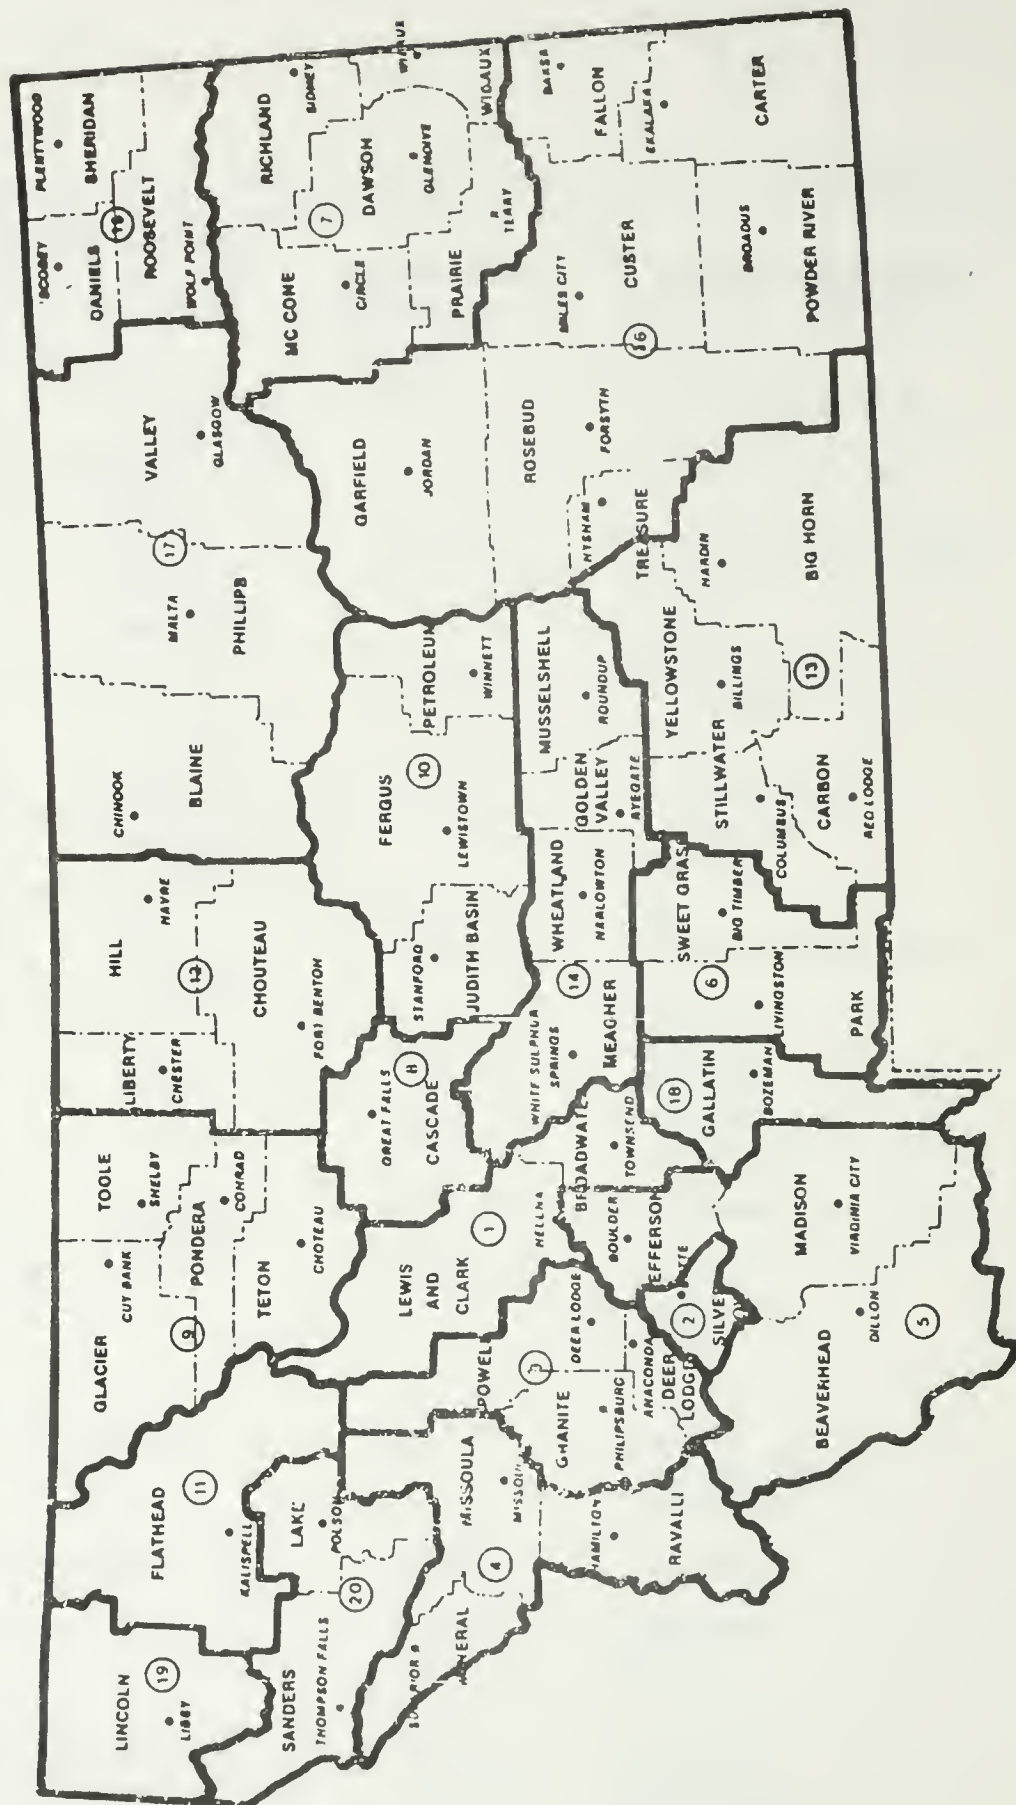 LINCOLN
19
LIBBY
FLATHEAD
11
KALISPELL
GLACIER
CUT BANK
TOOLE
SHELBY
9
PONDERA
CONRAD
TETON
CHOTEAU
LIBERTY
CHESTER
HILL
HAVRE
12
CHOUTEAU
FORT BENTON
CHINOOK
BLAINE
MALTA
17
PHILLIPS
VALLEY
GLASGOW
SCOBEY
DANIELS
PLENTYWOOD
SHERIDAN
ROOSEVELT
WOLF POINT
SANDERS
THOMPSON FALLS
20
LAKE
POLSON
4
MISSOULA
POWELL
3
DEER LODGE
GRANITE
PHILIPSBURG
LEWIS
AND
CLARK
1
HELENA
GREAT FALLS
8
CASCADE
STANFORD
JUDITH BASIN
FERGUS
10
LEWISTOWN
PETROLEUM
WINNETT
GARFIELD
JORDAN
MC CONE
CIRCLE
RICHLAND
SIDNEY
7
DAWSON
GLENDIVE
WIBAUX
WIBAUX
PRAIRIE
TERRY
HAMILTON
RAVALLI
ANACONDA
DEER
LODGE
2
SILVE
BOULDER
JEFFERSON
BROADWATE
TOWNSEND
WHITE SULPHUR
SPRINGS
MEAGHER
14
WHEATLAND
HARLOWTON
GOLDEN
VALLEY
RYEGATE
MUSSELSHELL
ROUNDUP
ROSEBUD
FORSYTH
HYSHAM
TREASURE
MILES CITY
CUSTER
16
BAKER
FALLON
EKALAKA
CARTER
BROADUS
POWDER RIVER
BEAVERHEAD
DILLON
5
MADISON
VIRGINIA CITY
18
GALLATIN
BOZEMAN
6
LIVINGSTON
PARK
SWEET GRAS
BIG TIMBER
STILLWATER
COLUMBUS
CARBON
RED LODGE
YELLOWSTONE
BILLINGS
13
HARDIN
BIG HORN